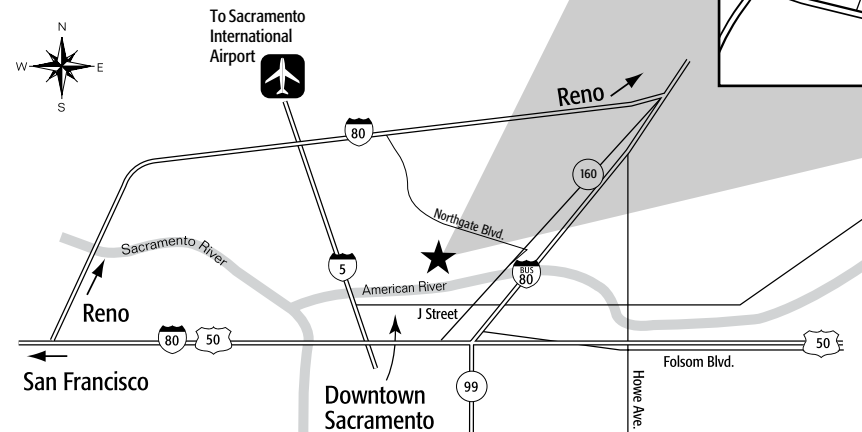 To Sacramento
International
Airport
N
W
E
S
Reno
80
160
Northgate Blvd.
Sacramento River
5
BUS
80
American River
Reno
J Street
80
50
50
San Francisco
Folsom Blvd.
Downtown
Sacramento
99
Howe Ave.